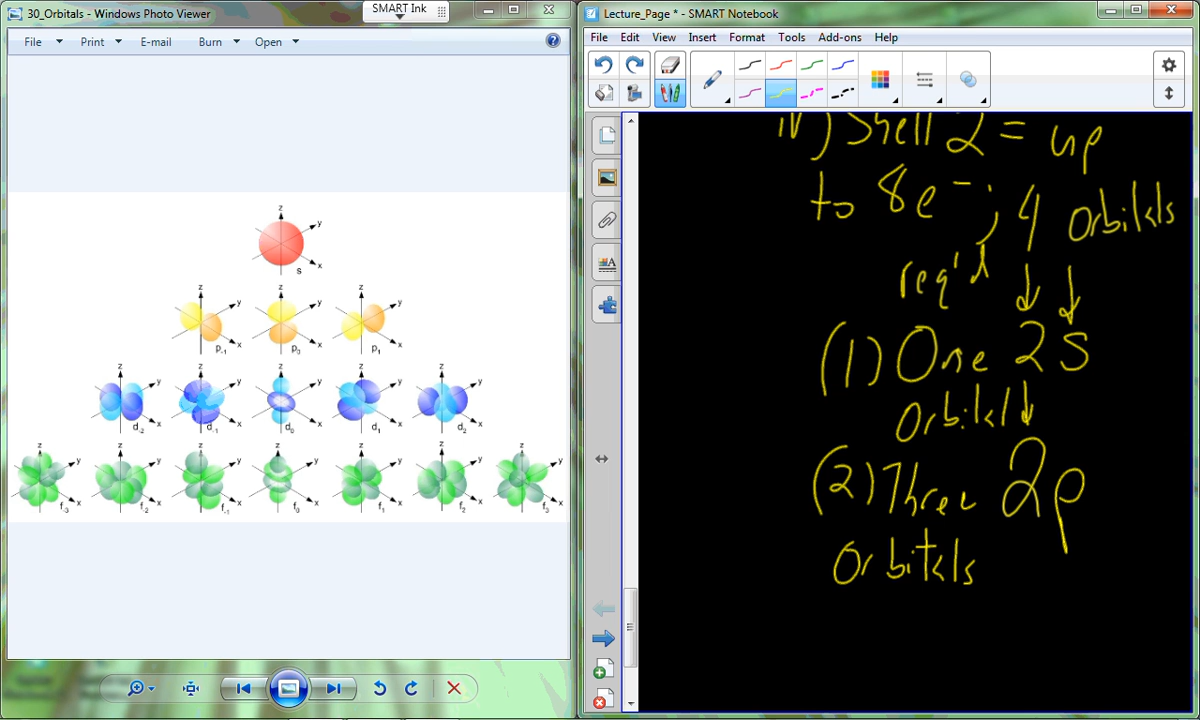 30_Orbitals - Windows Photo Viewer
SMART Ink
File Print E-mail Burn Open
z
y
x
s
z z z
y y y
x x x
p-1 p0 p1
z z z z z
y y y y y
x x x x x
d-2 d-1 d0 d1 d2
z z z z z z z
y y y y y y y
x x x x x x x
f-3 f-2 f-1 f0 f1 f2 f3
Lecture_Page * - SMART Notebook
File Edit View Insert Format Tools Add-ons Help
iv) Shell 2 = up
to 8e⁻; 4 orbitals
req'd ↓ ↓
(1) One 2s
orbital ↓
(2) Three 2p
orbitals